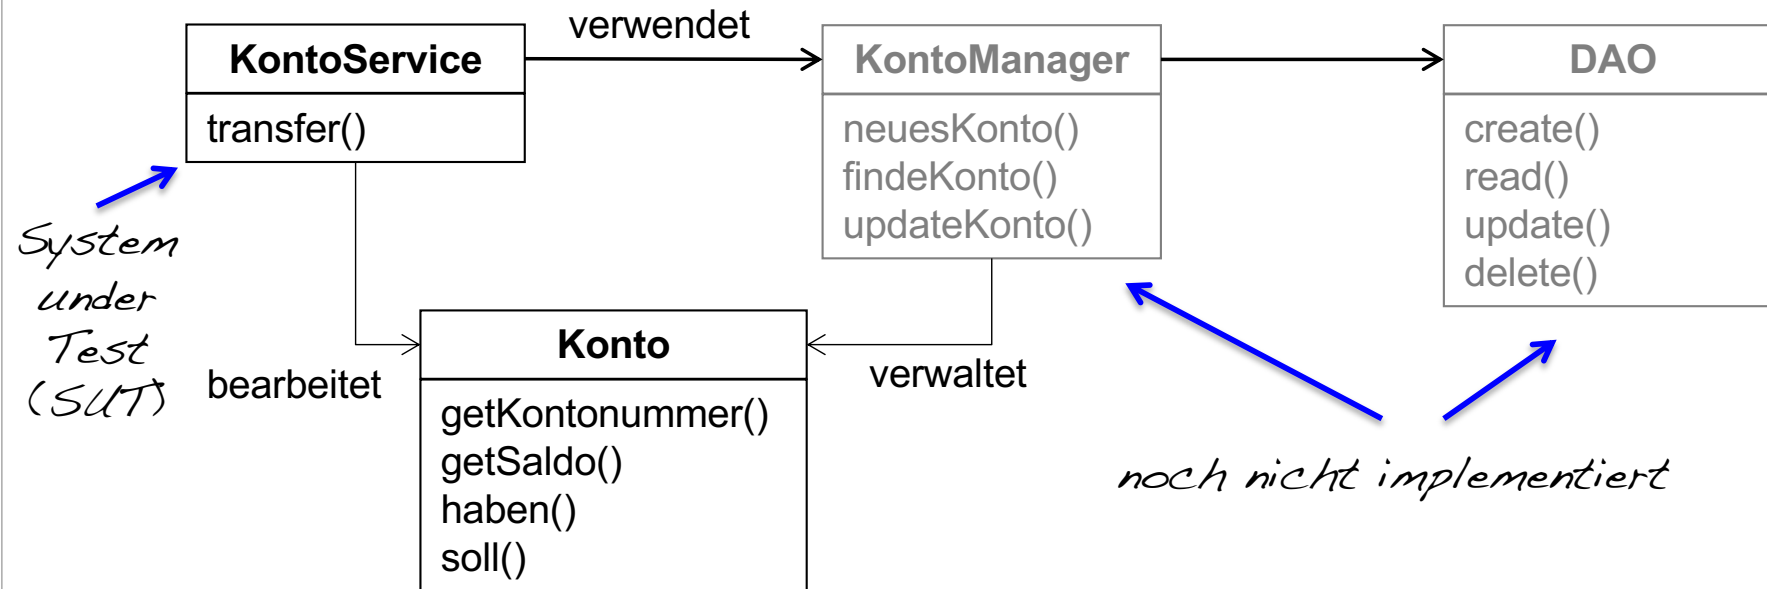 verwendet
KontoService
transfer()
KontoManager
neuesKonto()
findeKonto()
updateKonto()
DAO
create()
read()
update()
delete()
System
under
Test
(SUT)
bearbeitet
Konto
getKontonummer()
getSaldo()
haben()
soll()
verwaltet
noch nicht implementiert